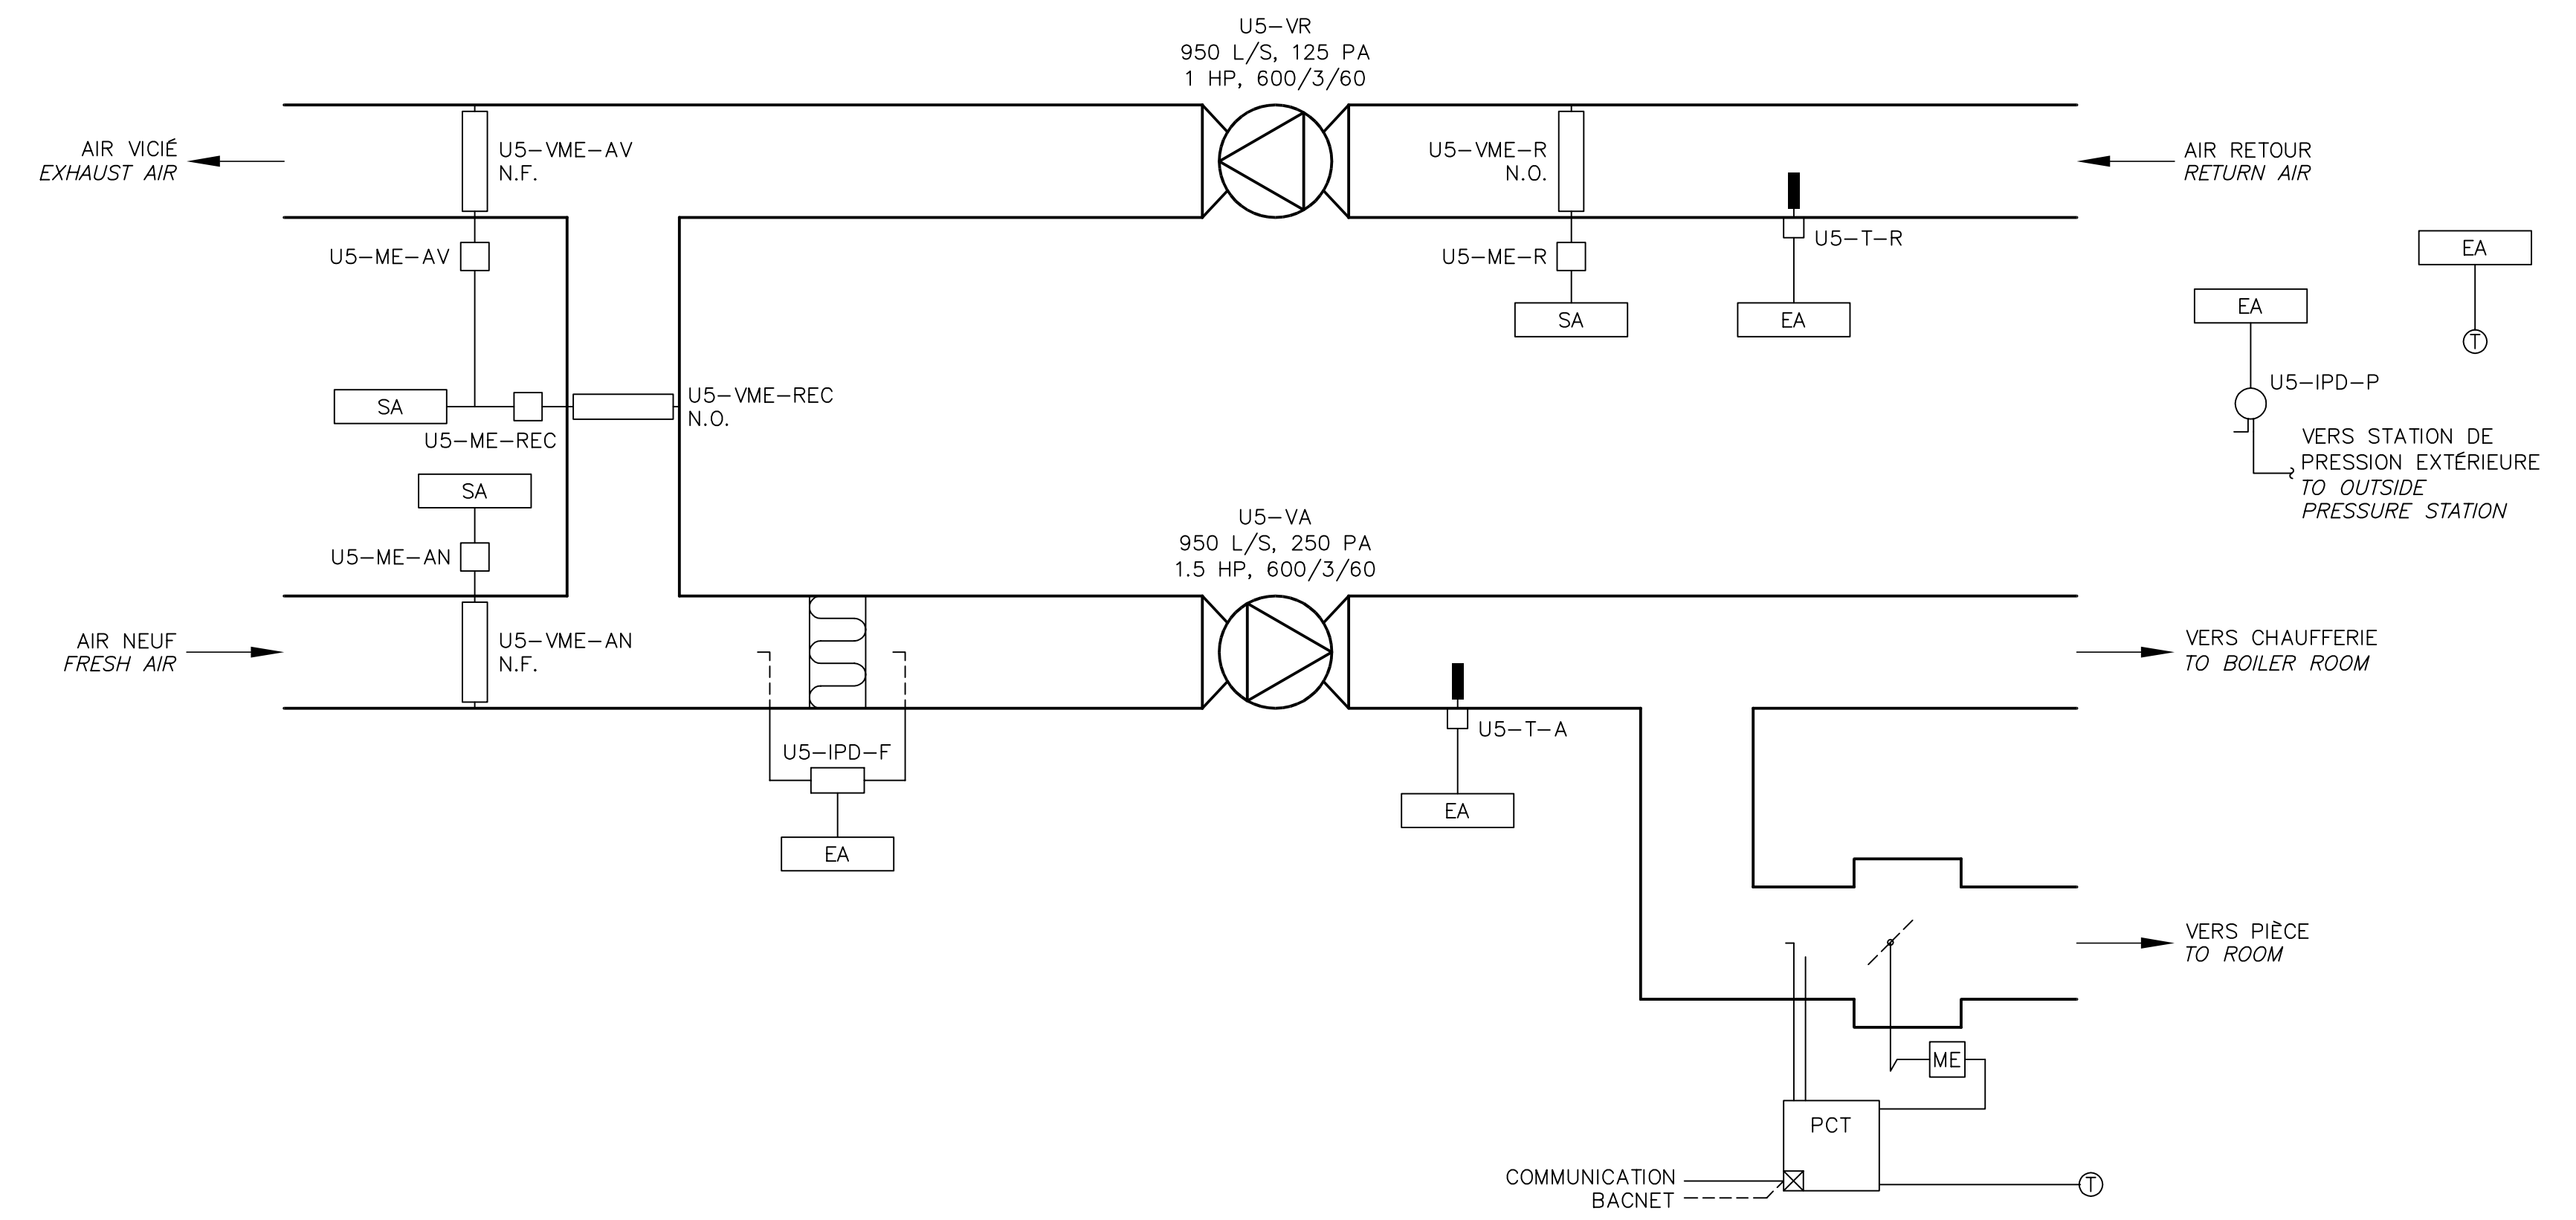 U5-VR
950 L/S, 125 PA
1 HP, 600/3/60
AIR VICIÉ
EXHAUST AIR
U5-VME-AV
N.F.
U5-VME-R
N.O.
AIR RETOUR
RETURN AIR
U5-ME-AV
U5-ME-R
U5-T-R
SA
EA
EA
EA
T
U5-IPD-P
VERS STATION DE
PRESSION EXTÉRIEURE
TO OUTSIDE
PRESSURE STATION
SA
U5-ME-REC
U5-VME-REC
N.O.
SA
U5-ME-AN
U5-VA
950 L/S, 250 PA
1.5 HP, 600/3/60
AIR NEUF
FRESH AIR
U5-VME-AN
N.F.
VERS CHAUFFERIE
TO BOILER ROOM
U5-IPD-F
EA
U5-T-A
EA
VERS PIÈCE
TO ROOM
ME
PCT
COMMUNICATION
BACNET
T